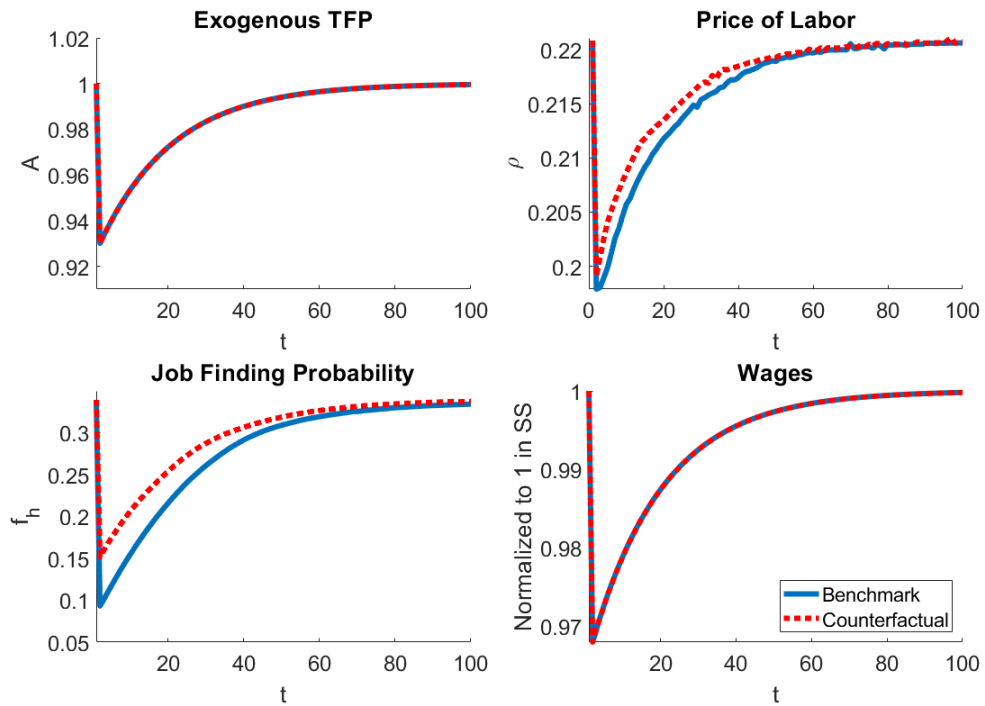 Exogenous TFP
1.02
1
0.98
0.96
0.94
0.92
A
20 40 60 80 100
t
Price of Labor
0.22
0.215
0.21
0.205
0.2
ρ
0 20 40 60 80 100
t
Job Finding Probability
0.3
0.25
0.2
0.15
0.1
0.05
f_h
20 40 60 80 100
t
Wages
1
0.99
0.98
0.97
Normalized to 1 in SS
Benchmark
Counterfactual
20 40 60 80 100
t